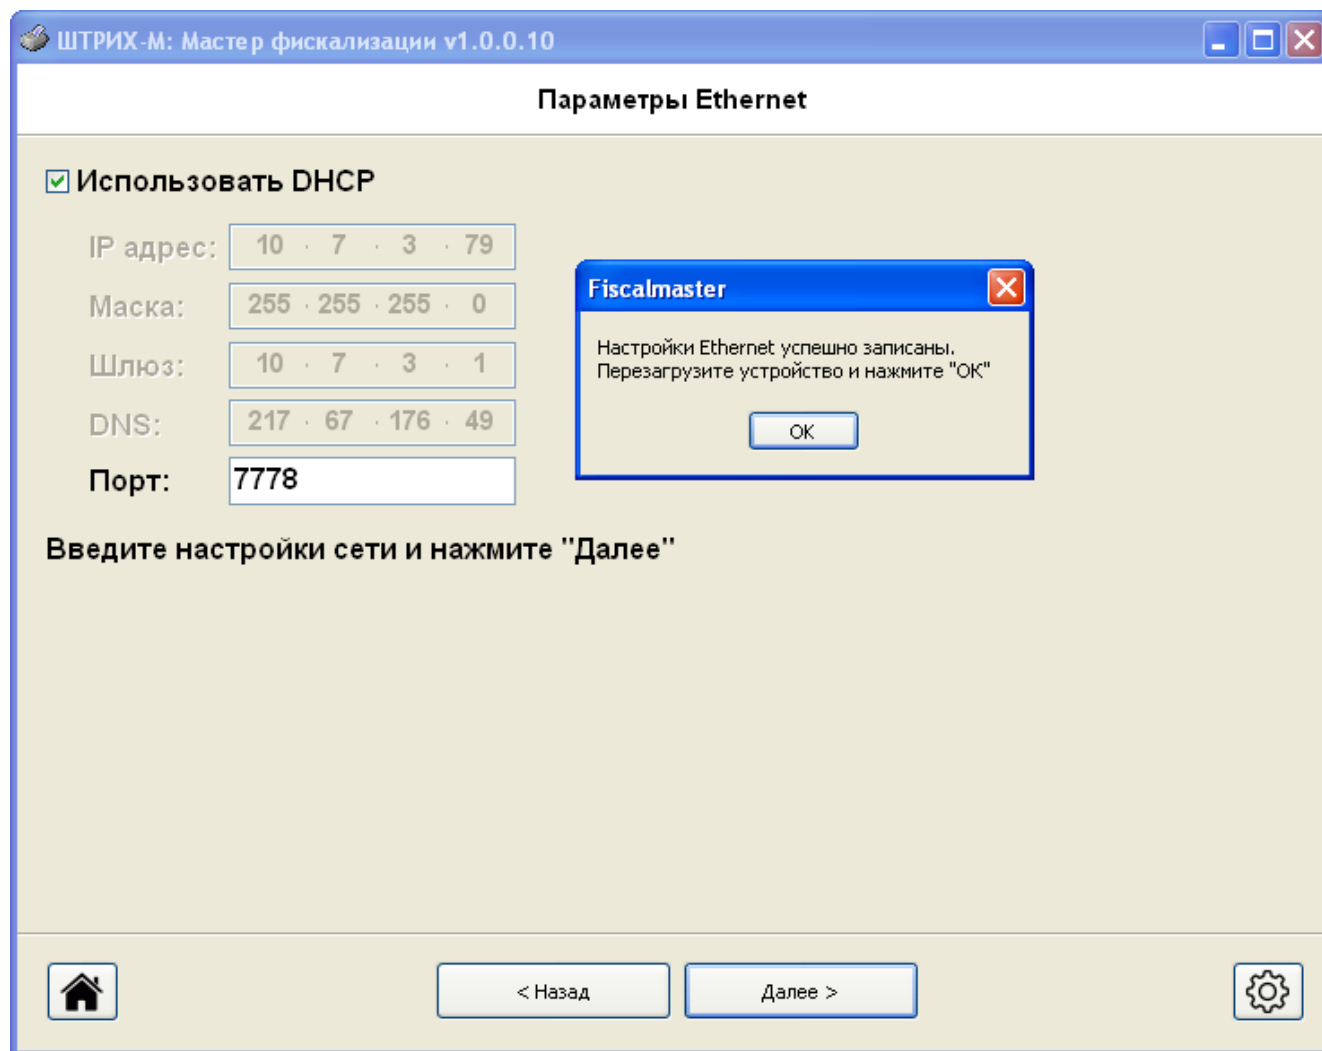 ШТРИХ-М: Мастер фискализации v1.0.0.10
Параметры Ethernet
Использовать DHCP
IP адрес: 10 . 7 . 3 . 79
Маска: 255 . 255 . 255 . 0
Шлюз: 10 . 7 . 3 . 1
DNS: 217 . 67 . 176 . 49
Порт: 7778
Fiscalmaster
Настройки Ethernet успешно записаны.
Перезагрузите устройство и нажмите "ОК"
OK
Введите настройки сети и нажмите "Далее"
< Назад
Далее >